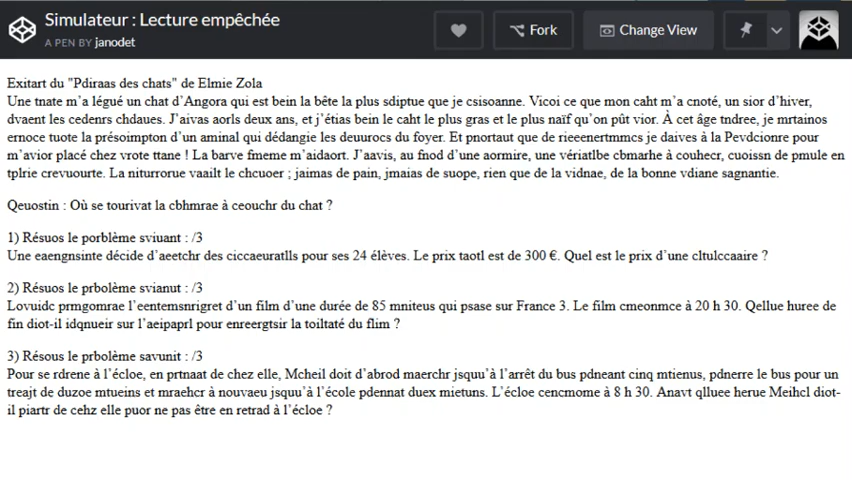 Simulateur : Lecture empêchée
A PEN BY janodet
Fork
Change View
Exitart du "Pdiraas des chats" de Elmie Zola
Une tnate m'a légué un chat d'Angora qui est bein la bête la plus sdiptue que je csisoanne. Vicoi ce que mon caht m'a cnoté, un sior d'hiver,
dvaent les cedenrs chdaues. J'aivas aorls deux ans, et j'étias bein le caht le plus gras et le plus naïf qu'on pût vior. À cet âge tndree, je mrtainos
ernoce tuote la présoimpton d'un aminal qui dédangie les deuurocs du foyer. Et pnortaut que de rieeenertmmcs je daives à la Pevdcionre pour
m'avior placé chez vrote ttane ! La barve fmeme m'aidaort. J'aavis, au fnod d'une aormire, une vériatlbe cbmarhe à couhecr, cuoissn de pmule en
tplrie crevuourte. La niturrorue vaailt le chcuoer ; jaimas de pain, jmaias de suope, rien que de la vidnae, de la bonne vdiane sagnantie.
Qeuostin : Où se tourivat la cbhmrae à ceouchr du chat ?
1) Résuos le porblème sviuant : /3
Une eaengnsinte décide d'aeetchr des ciccaeuratlls pour ses 24 élèves. Le prix taotl est de 300 €. Quel est le prix d'une cltulccaaire ?
2) Résuos le prbolème svianut : /3
Lovuidc prmgomrae l'eentemsnrigret d'un film d'une durée de 85 mniteus qui psase sur France 3. Le film cmeonmce à 20 h 30. Qellue huree de
fin diot-il idqnueir sur l'aeipaprl pour enreergtsir la toiltaté du flim ?
3) Résous le prbolème savunit : /3
Pour se rdrene à l'écloe, en prtnaat de chez elle, Mcheil doit d'abrod maerchr jsquu'à l'arrêt du bus pdneant cinq mtienus, pdnerre le bus pour un
treajt de duzoe mtueins et mraehcr à nouvaeu jsquu'à l'école pdennat duex mietuns. L'écloe cencmome à 8 h 30. Anavt qlluee herue Meihcl diot-
il piartr de cehz elle puor ne pas être en retrad à l'écloe ?